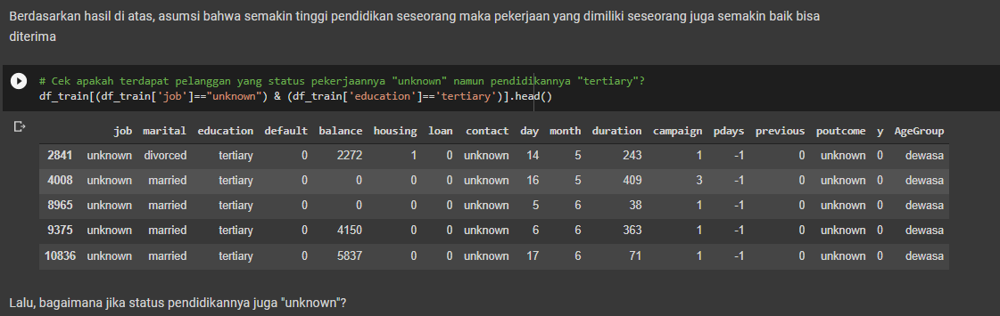 Berdasarkan hasil di atas, asumsi bahwa semakin tinggi pendidikan seseorang maka pekerjaan yang dimiliki seseorang juga semakin baik bisa
diterima
# Cek apakah terdapat pelanggan yang status pekerjaannya "unknown" namun pendidikannya "tertiary"?
df_train[(df_train['job']=="unknown") & (df_train['education']=='tertiary')].head()
job marital education default balance housing loan contact day month duration campaign pdays previous poutcome y AgeGroup
2841 unknown divorced tertiary 0 2272 1 0 unknown 14 5 243 1 -1 0 unknown 0 dewasa
4008 unknown married tertiary 0 0 0 0 unknown 16 5 409 3 -1 0 unknown 0 dewasa
8965 unknown married tertiary 0 0 0 0 unknown 5 6 38 1 -1 0 unknown 0 dewasa
9375 unknown married tertiary 0 4150 0 0 unknown 6 6 363 1 -1 0 unknown 0 dewasa
10836 unknown married tertiary 0 5837 0 0 unknown 17 6 71 1 -1 0 unknown 0 dewasa
Lalu, bagaimana jika status pendidikannya juga "unknown"?